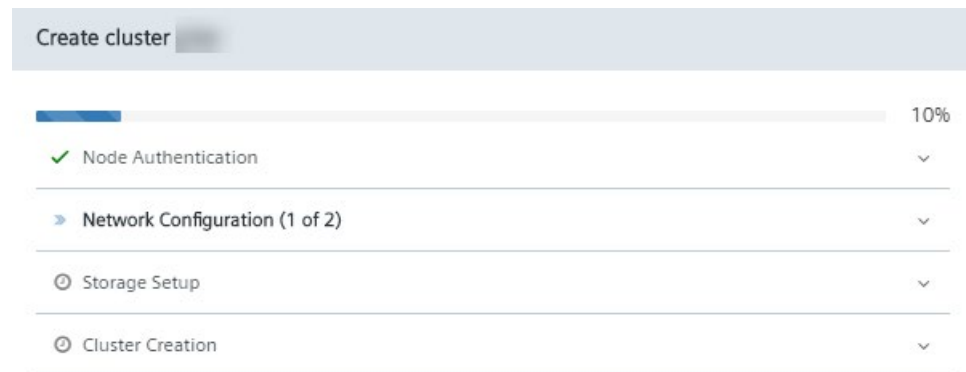 Create cluster
10%
Node Authentication
Network Configuration (1 of 2)
Storage Setup
Cluster Creation